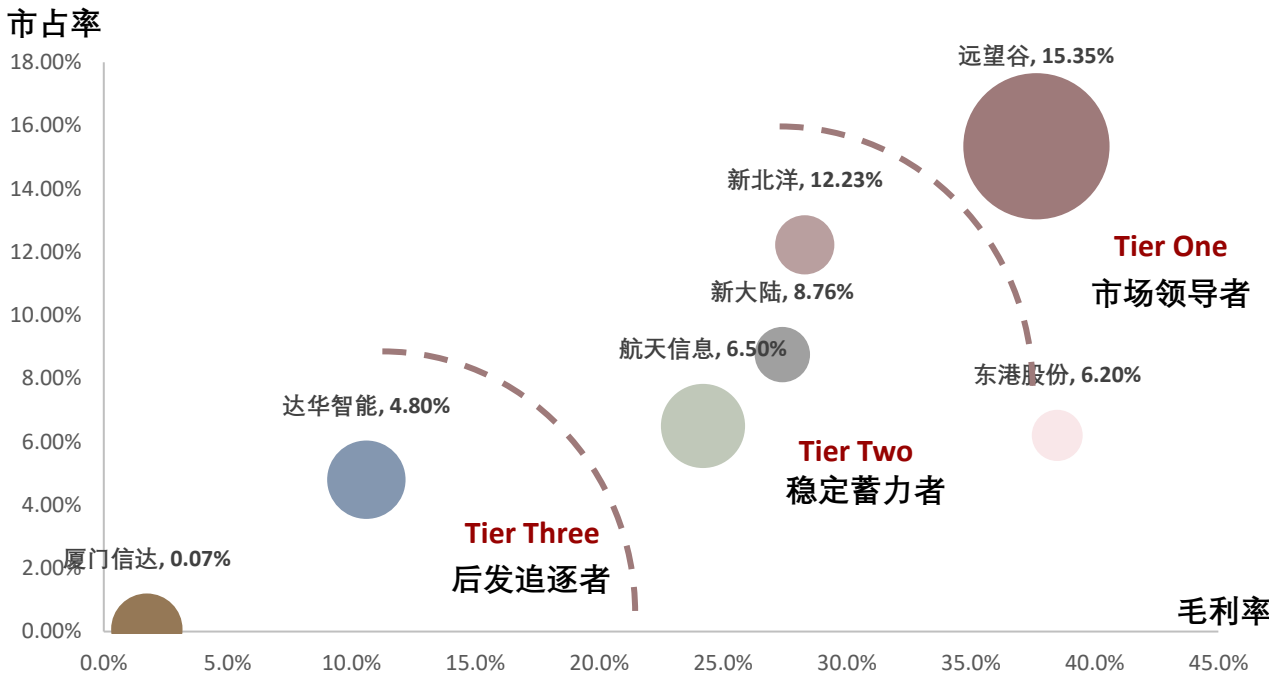 市占率
18.00%
16.00%
14.00%
12.00%
10.00%
8.00%
6.00%
4.00%
2.00%
0.00%
远望谷, 15.35%
新北洋, 12.23%
Tier One
市场领导者
新大陆, 8.76%
航天信息, 6.50%
东港股份, 6.20%
达华智能, 4.80%
Tier Two
稳定蓄力者
Tier Three
后发追逐者
厦门信达, 0.07%
毛利率
0.0%
5.0%
10.0%
15.0%
20.0%
25.0%
30.0%
35.0%
40.0%
45.0%